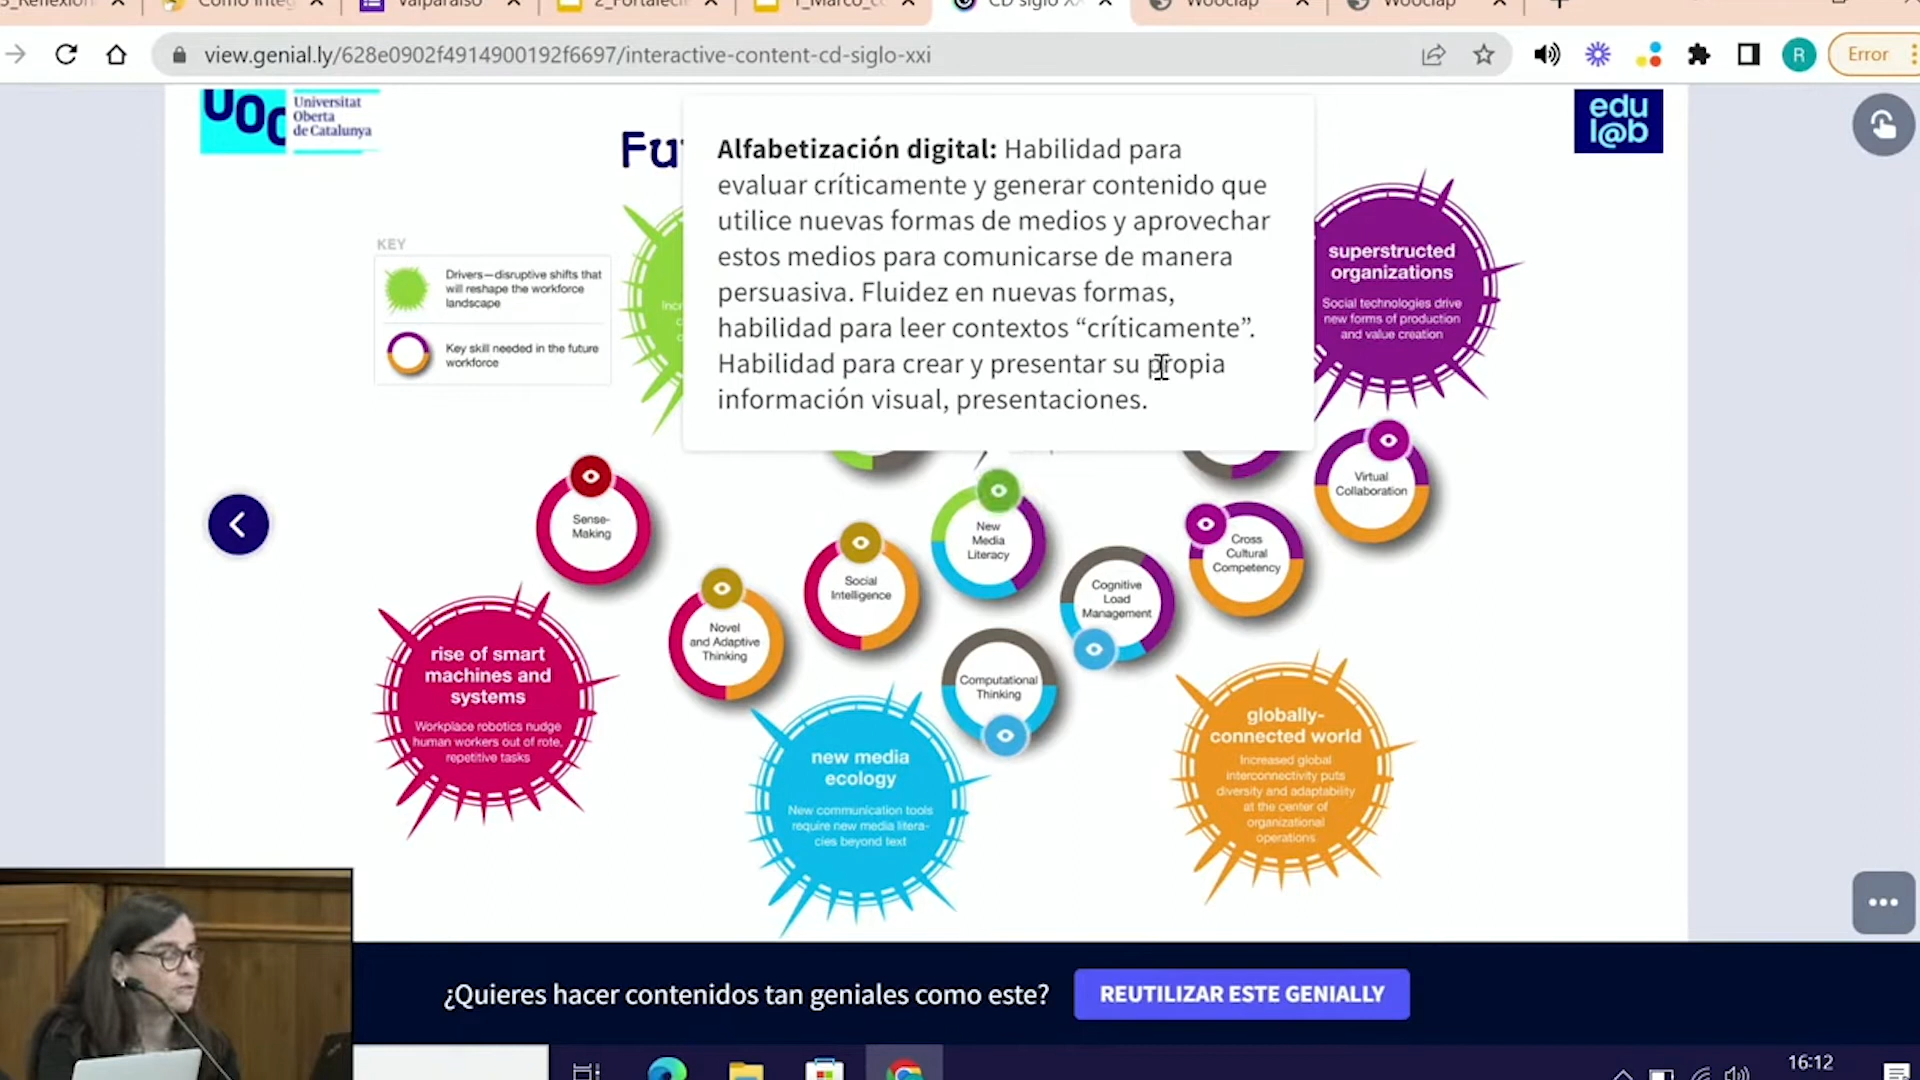 Valparaíso
CD siglo XX
Wooclap
Wooclap
view.genial.ly/628e0902f4914900192f6697/interactive-content-cd-siglo-xxi
R
Error
UOC
Universitat
Oberta
de Catalunya
Fu
edu
l@b
Alfabetización digital: Habilidad para
evaluar críticamente y generar contenido que
utilice nuevas formas de medios y aprovechar
estos medios para comunicarse de manera
persuasiva. Fluidez en nuevas formas,
habilidad para leer contextos “críticamente”.
Habilidad para crear y presentar su propia
información visual, presentaciones.
KEY
Drivers—disruptive shifts that
will reshape the workforce
landscape
Key skill needed in the future
workforce
superstructed
organizations
Social technologies drive
new forms of production
and value creation
Virtual
Collaboration
Sense-
Making
New
Media
Literacy
Cross
Cultural
Competency
Social
Intelligence
Cognitive
Load
Management
Novel
and Adaptive
Thinking
Computational
Thinking
rise of smart
machines and
systems
Workplace robotics nudge
human workers out of rote,
repetitive tasks
new media
ecology
New communication tools
require new media litera-
cies beyond text
globally-
connected world
Increased global
interconnectivity puts
diversity and adaptability
at the center of
organizational
operations
¿Quieres hacer contenidos tan geniales como este?
REUTILIZAR ESTE GENIALLY
16:12